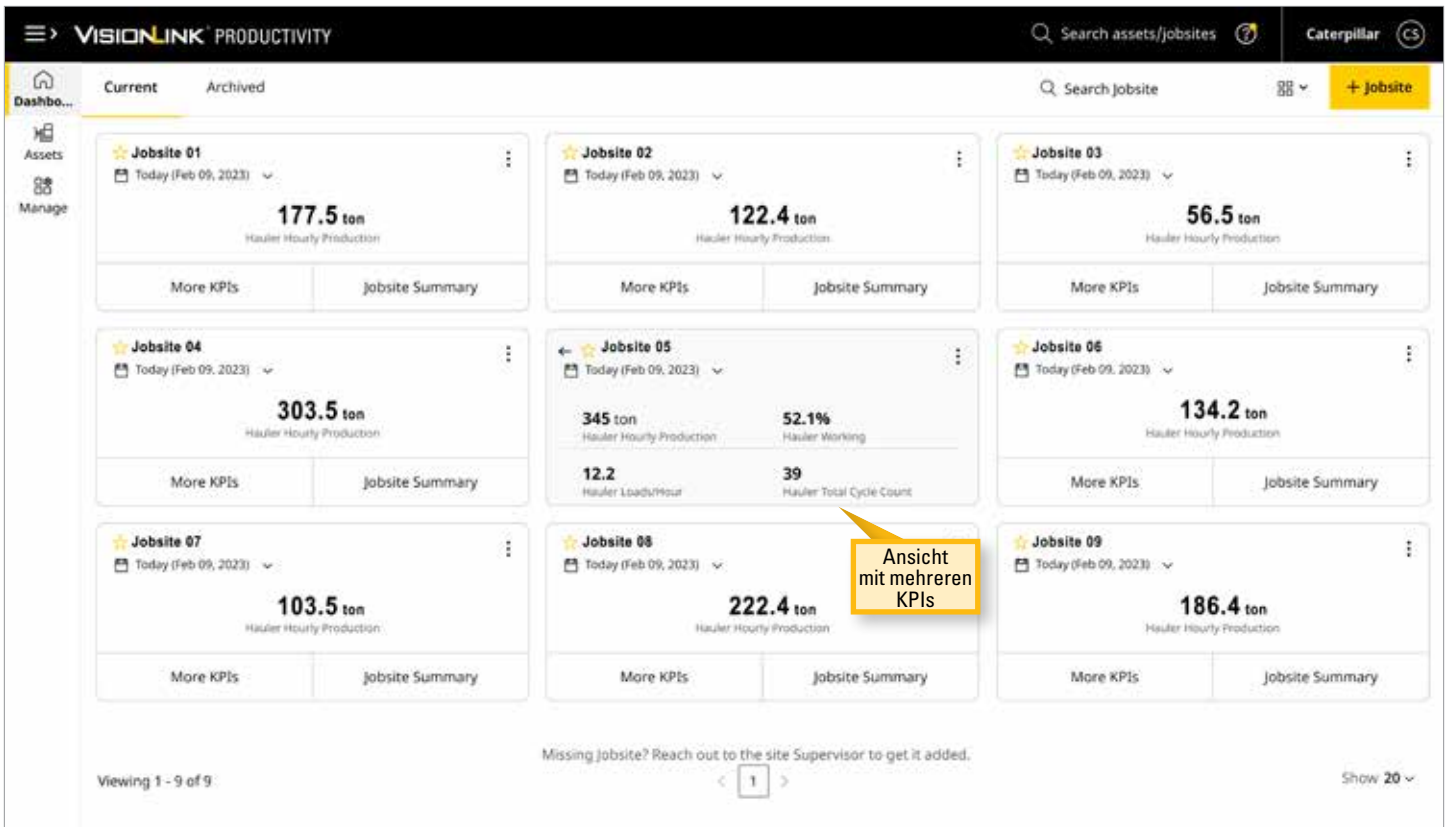 VISIONLINK PRODUCTIVITY
Search assets/jobsites
Caterpillar CS
Dashbo...
Assets
Manage
Current Archived
Search Jobsite
+ Jobsite
Jobsite 01
Today (Feb 09, 2023)
177.5 ton
Hauler Hourly Production
More KPIs Jobsite Summary
Jobsite 02
Today (Feb 09, 2023)
122.4 ton
Hauler Hourly Production
More KPIs Jobsite Summary
Jobsite 03
Today (Feb 09, 2023)
56.5 ton
Hauler Hourly Production
More KPIs Jobsite Summary
Jobsite 04
Today (Feb 09, 2023)
303.5 ton
Hauler Hourly Production
More KPIs Jobsite Summary
Jobsite 05
Today (Feb 09, 2023)
345 ton 52.1%
Hauler Hourly Production Hauler Working
12.2 39
Hauler Loads/Hour Hauler Total Cycle Count
Jobsite 06
Today (Feb 09, 2023)
134.2 ton
Hauler Hourly Production
More KPIs Jobsite Summary
Jobsite 07
Today (Feb 09, 2023)
103.5 ton
Hauler Hourly Production
More KPIs Jobsite Summary
Jobsite 08
Today (Feb 09, 2023)
222.4 ton
Hauler Hourly Production
More KPIs Jobsite Summary
Ansicht
mit mehreren
KPIs
Jobsite 09
Today (Feb 09, 2023)
186.4 ton
Hauler Hourly Production
More KPIs Jobsite Summary
Missing Jobsite? Reach out to the site Supervisor to get it added.
Viewing 1 - 9 of 9
< 1 >
Show 20